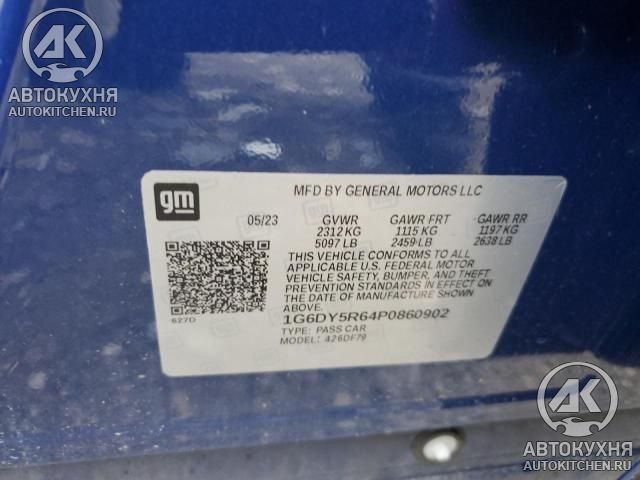 AK
АВТОКУХНЯ
AUTOKITCHEN.RU
gm
MFD BY GENERAL MOTORS LLC
05/23 GVWR GAWR FRT GAWR RR
2312 KG 1115 KG 1197 KG
5097 LB 2459 LB 2638 LB
THIS VEHICLE CONFORMS TO ALL
APPLICABLE U.S. FEDERAL MOTOR
VEHICLE SAFETY, BUMPER, AND THEFT
PREVENTION STANDARDS IN EFFECT ON
THE DATE OF MANUFACTURE SHOWN
ABOVE.
627D
1G6DY5R64P0860902
TYPE: PASS CAR
MODEL: 426DF79
AK
АВТОКУХНЯ
AUTOKITCHEN.RU